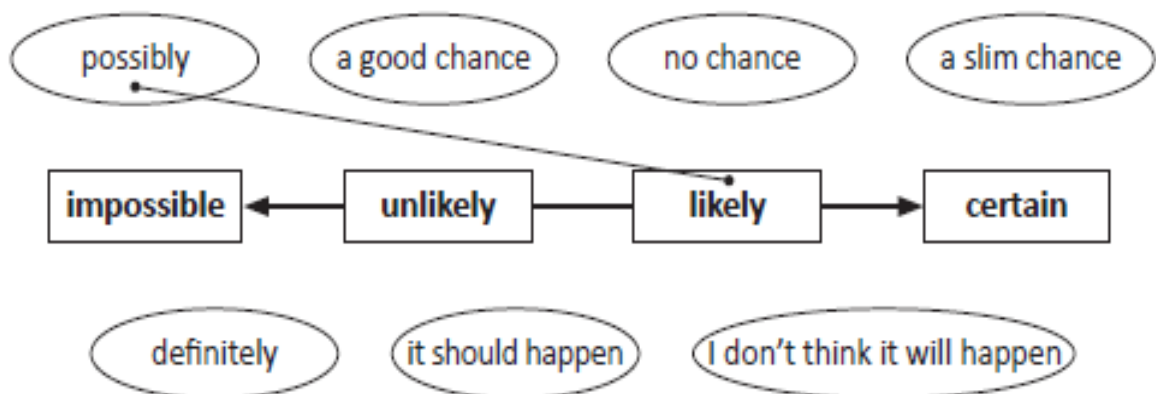 possibly a good chance no chance a slim chance
impossible unlikely likely certain
definitely it should happen I don't think it will happen